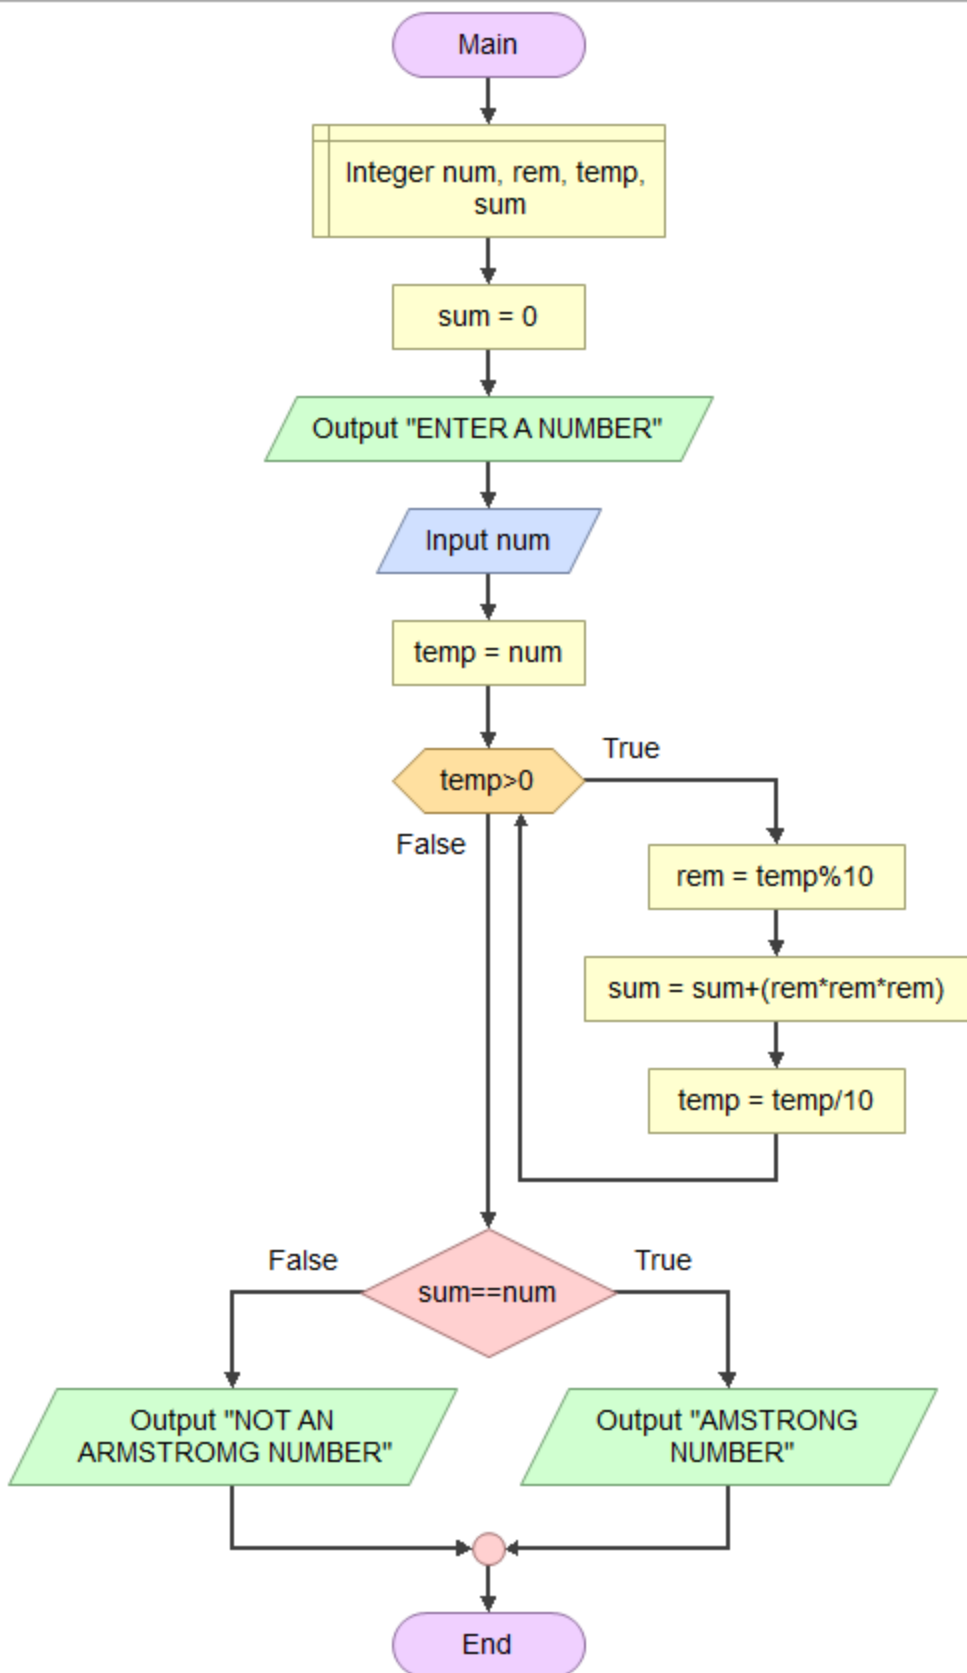 Main
Integer num, rem, temp,
sum
sum = 0
Output "ENTER A NUMBER"
Input num
temp = num
temp>0
True
False
rem = temp%10
sum = sum+(rem*rem*rem)
temp = temp/10
False
True
sum==num
Output "NOT AN
ARMSTROMG NUMBER"
Output "AMSTRONG
NUMBER"
End